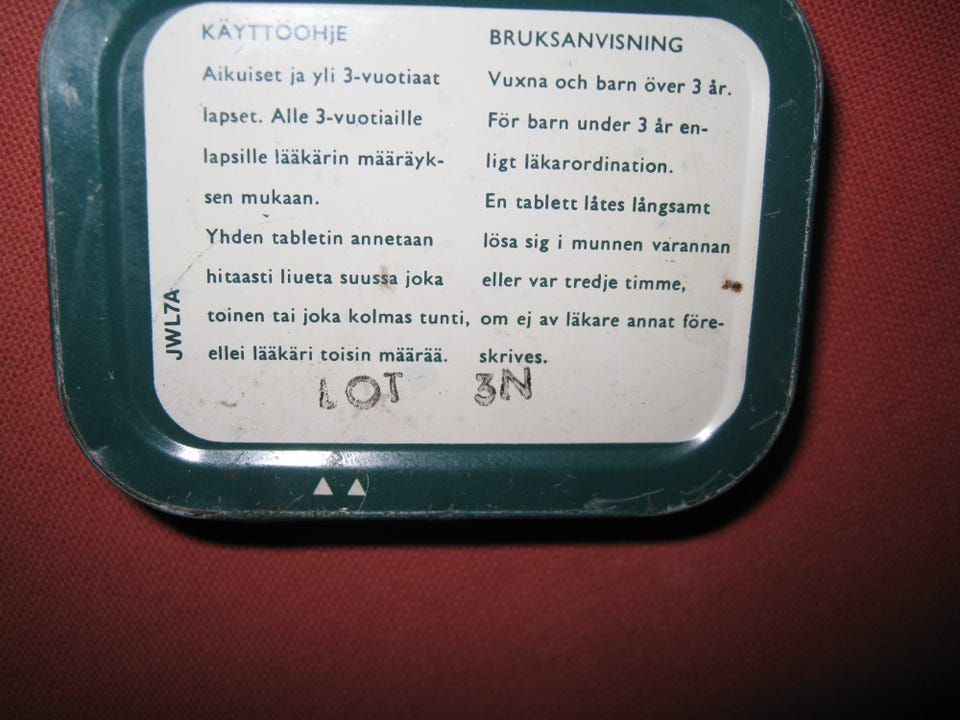 KÄYTTÖOHjE
Aikuiset ja yli 3-vuotiaat
lapset. Alle 3-vuotiaille
lapsille lääkärin määräyk-
sen mukaan.
Yhden tabletin annetaan
hitaasti liueta suussa joka
toinen tai joka kolmas tunti,
ellei lääkäri toisin määrää.
BRUKSANVISNING
Vuxna och barn över 3 år.
För barn under 3 år en-
ligt läkarordination.
En tablett låtes långsamt
lösa sig i munnen varannan
eller var tredje timme,
om ej av läkare annat före-
skrives.
JWL7A
LOT 3N